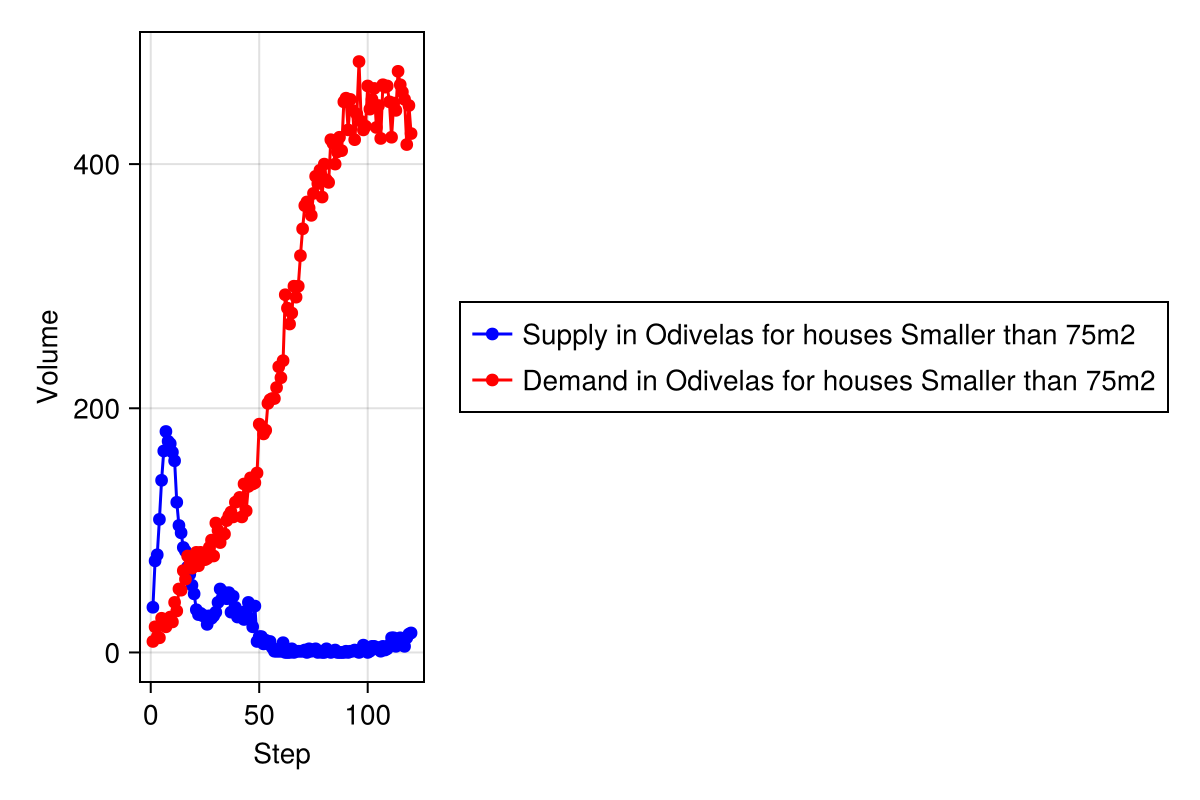 Volume
400
200
0
0 50 100
Step
Supply in Odivelas for houses Smaller than 75m2
Demand in Odivelas for houses Smaller than 75m2